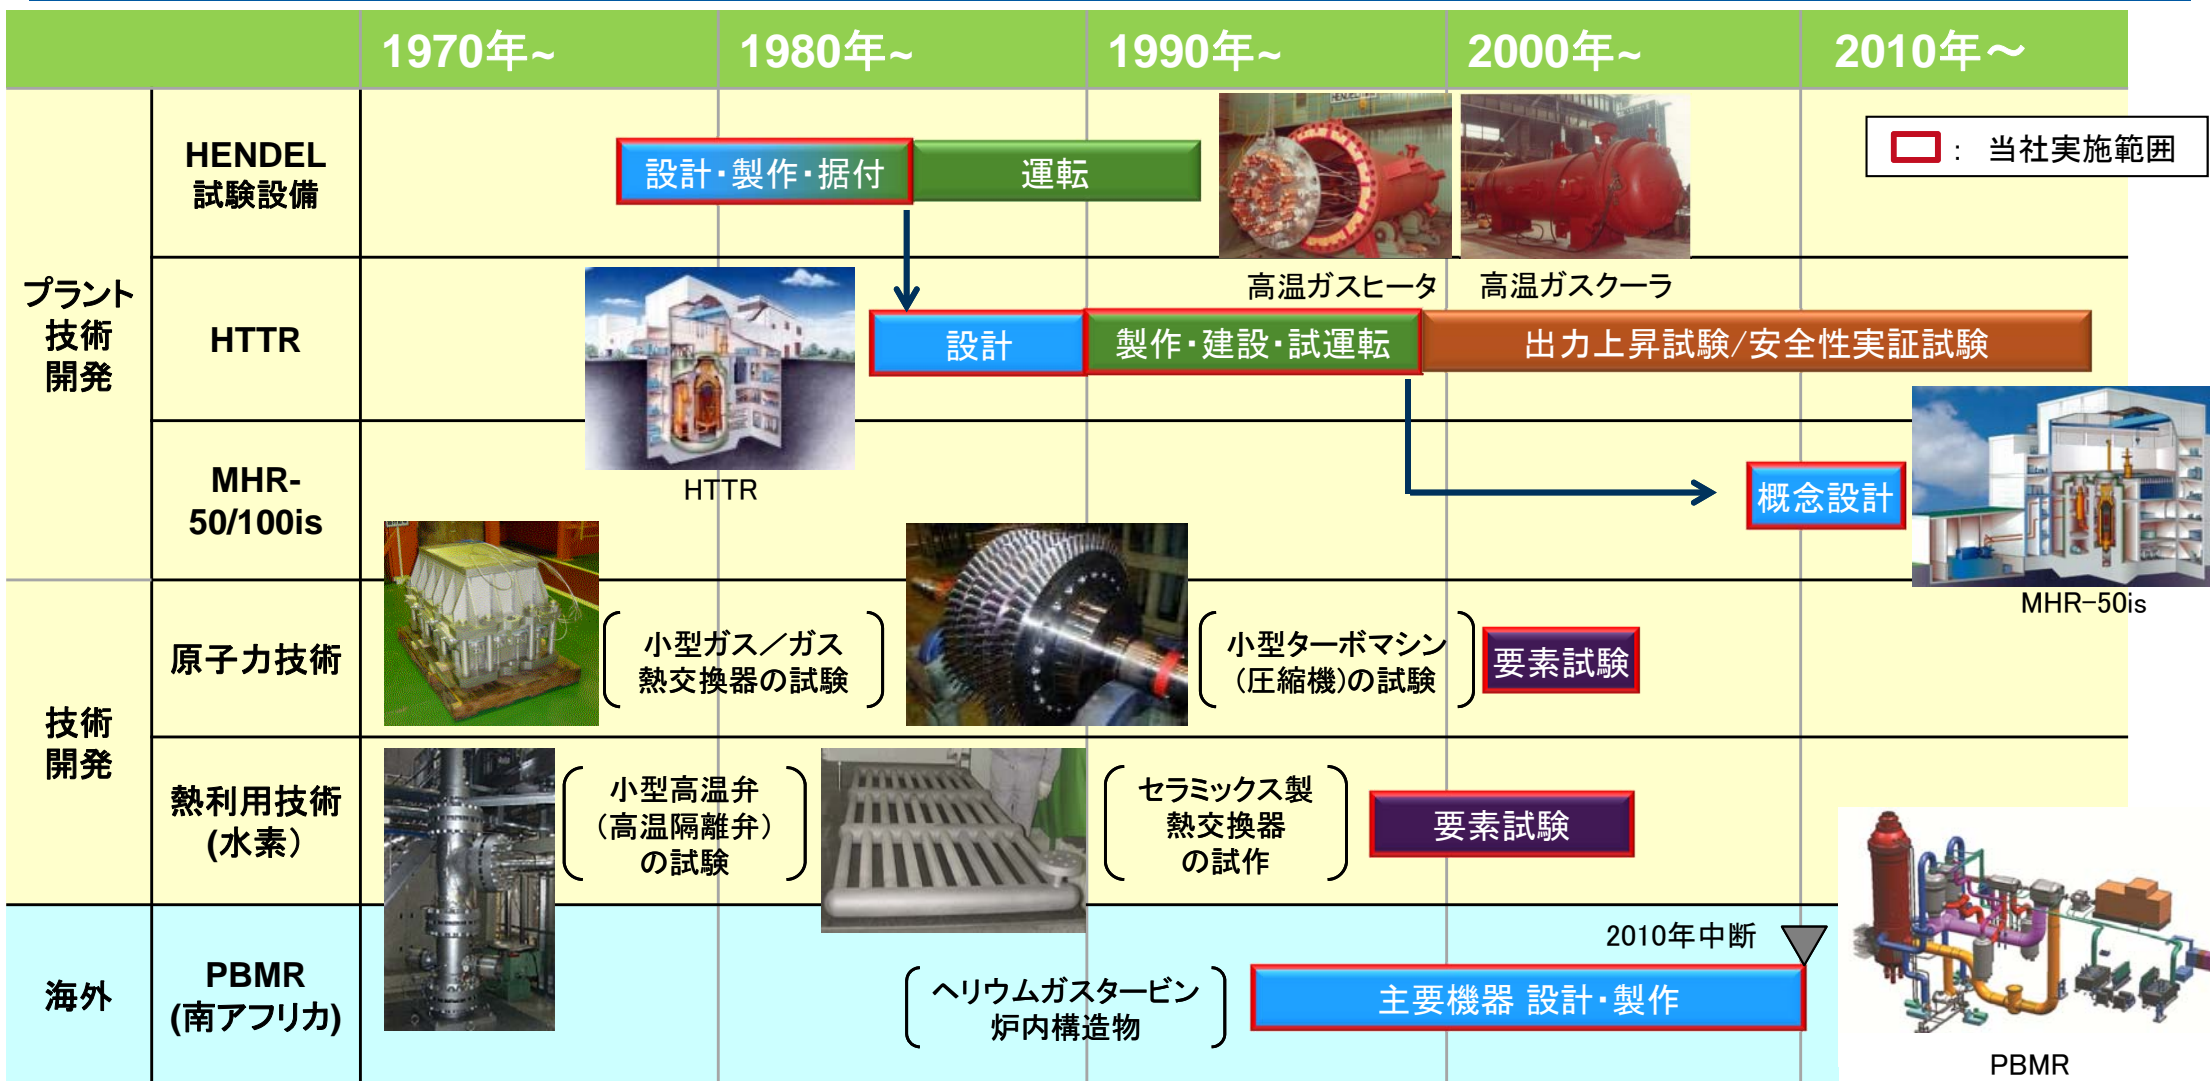 1970年~
1980年~
1990年~
2000年~
2010年～
： 当社実施範囲
プラント
技術
開発
HENDEL
試験設備
設計・製作・据付
運転
高温ガスヒータ
高温ガスクーラ
HTTR
HTTR
設計
製作・建設・試運転
出力上昇試験/安全性実証試験
MHR-
50/100is
概念設計
MHR-50is
技術
開発
原子力技術
小型ガス／ガス
熱交換器の試験
小型ターボマシン
(圧縮機)の試験
要素試験
熱利用技術
(水素）
小型高温弁
（高温隔離弁）
の試験
セラミックス製
熱交換器
の試作
要素試験
海外
PBMR
(南アフリカ)
ヘリウムガスタービン
炉内構造物
2010年中断
主要機器 設計・製作
PBMR